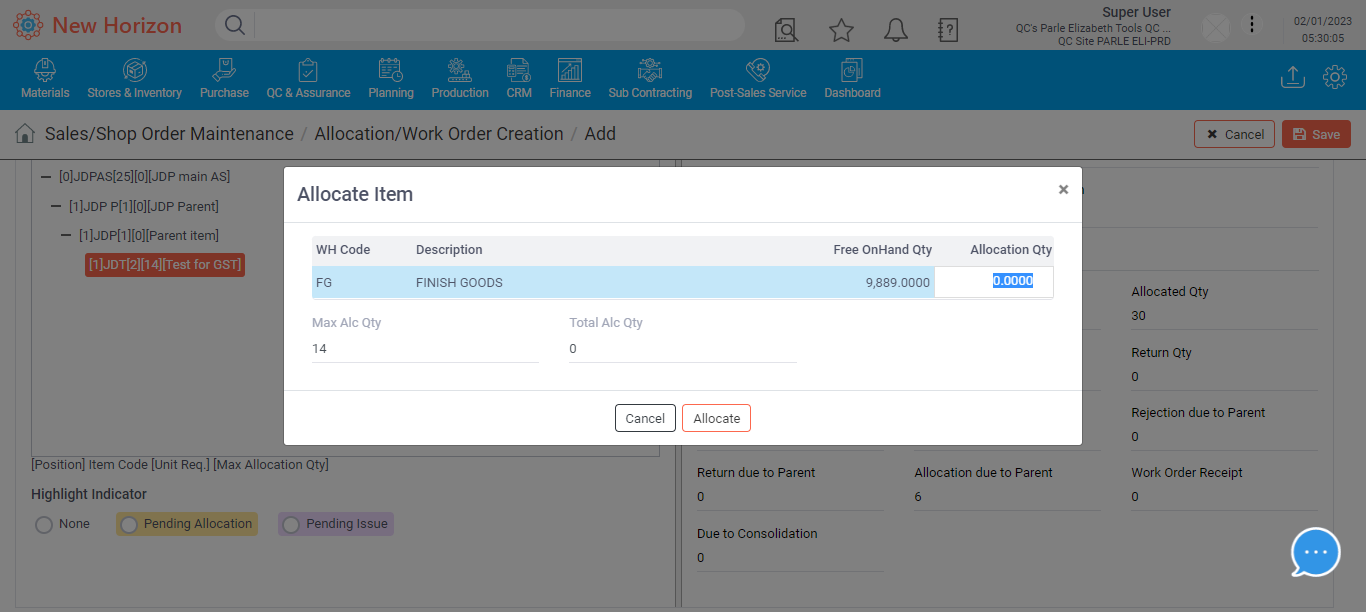 New Horizon
Super User
QC's Parle Elizabeth Tools QC ...
QC Site PARLE ELI-PRD
02/01/2023
05:30:05
Materials
Stores & Inventory
Purchase
QC & Assurance
Planning
Production
CRM
Finance
Sub Contracting
Post-Sales Service
Dashboard
Sales/Shop Order Maintenance / Allocation/Work Order Creation / Add
Cancel
Save
[0]JDPAS[25][0][JDP main AS]
[1]JDP P[1][0][JDP Parent]
[1]JDP[1][0][Parent item]
[1]JDT[2][14][Test for GST]
Allocate Item
WH Code Description Free OnHand Qty Allocation Qty
FG FINISH GOODS 9,889.0000 0.0000
Max Alc Qty
14
Total Alc Qty
0
Cancel
Allocate
[Position] Item Code [Unit Req.] [Max Allocation Qty]
Highlight Indicator
None
Pending Allocation
Pending Issue
Allocated Qty
30
Return Qty
0
Rejection due to Parent
0
Return due to Parent
0
Allocation due to Parent
6
Work Order Receipt
0
Due to Consolidation
0